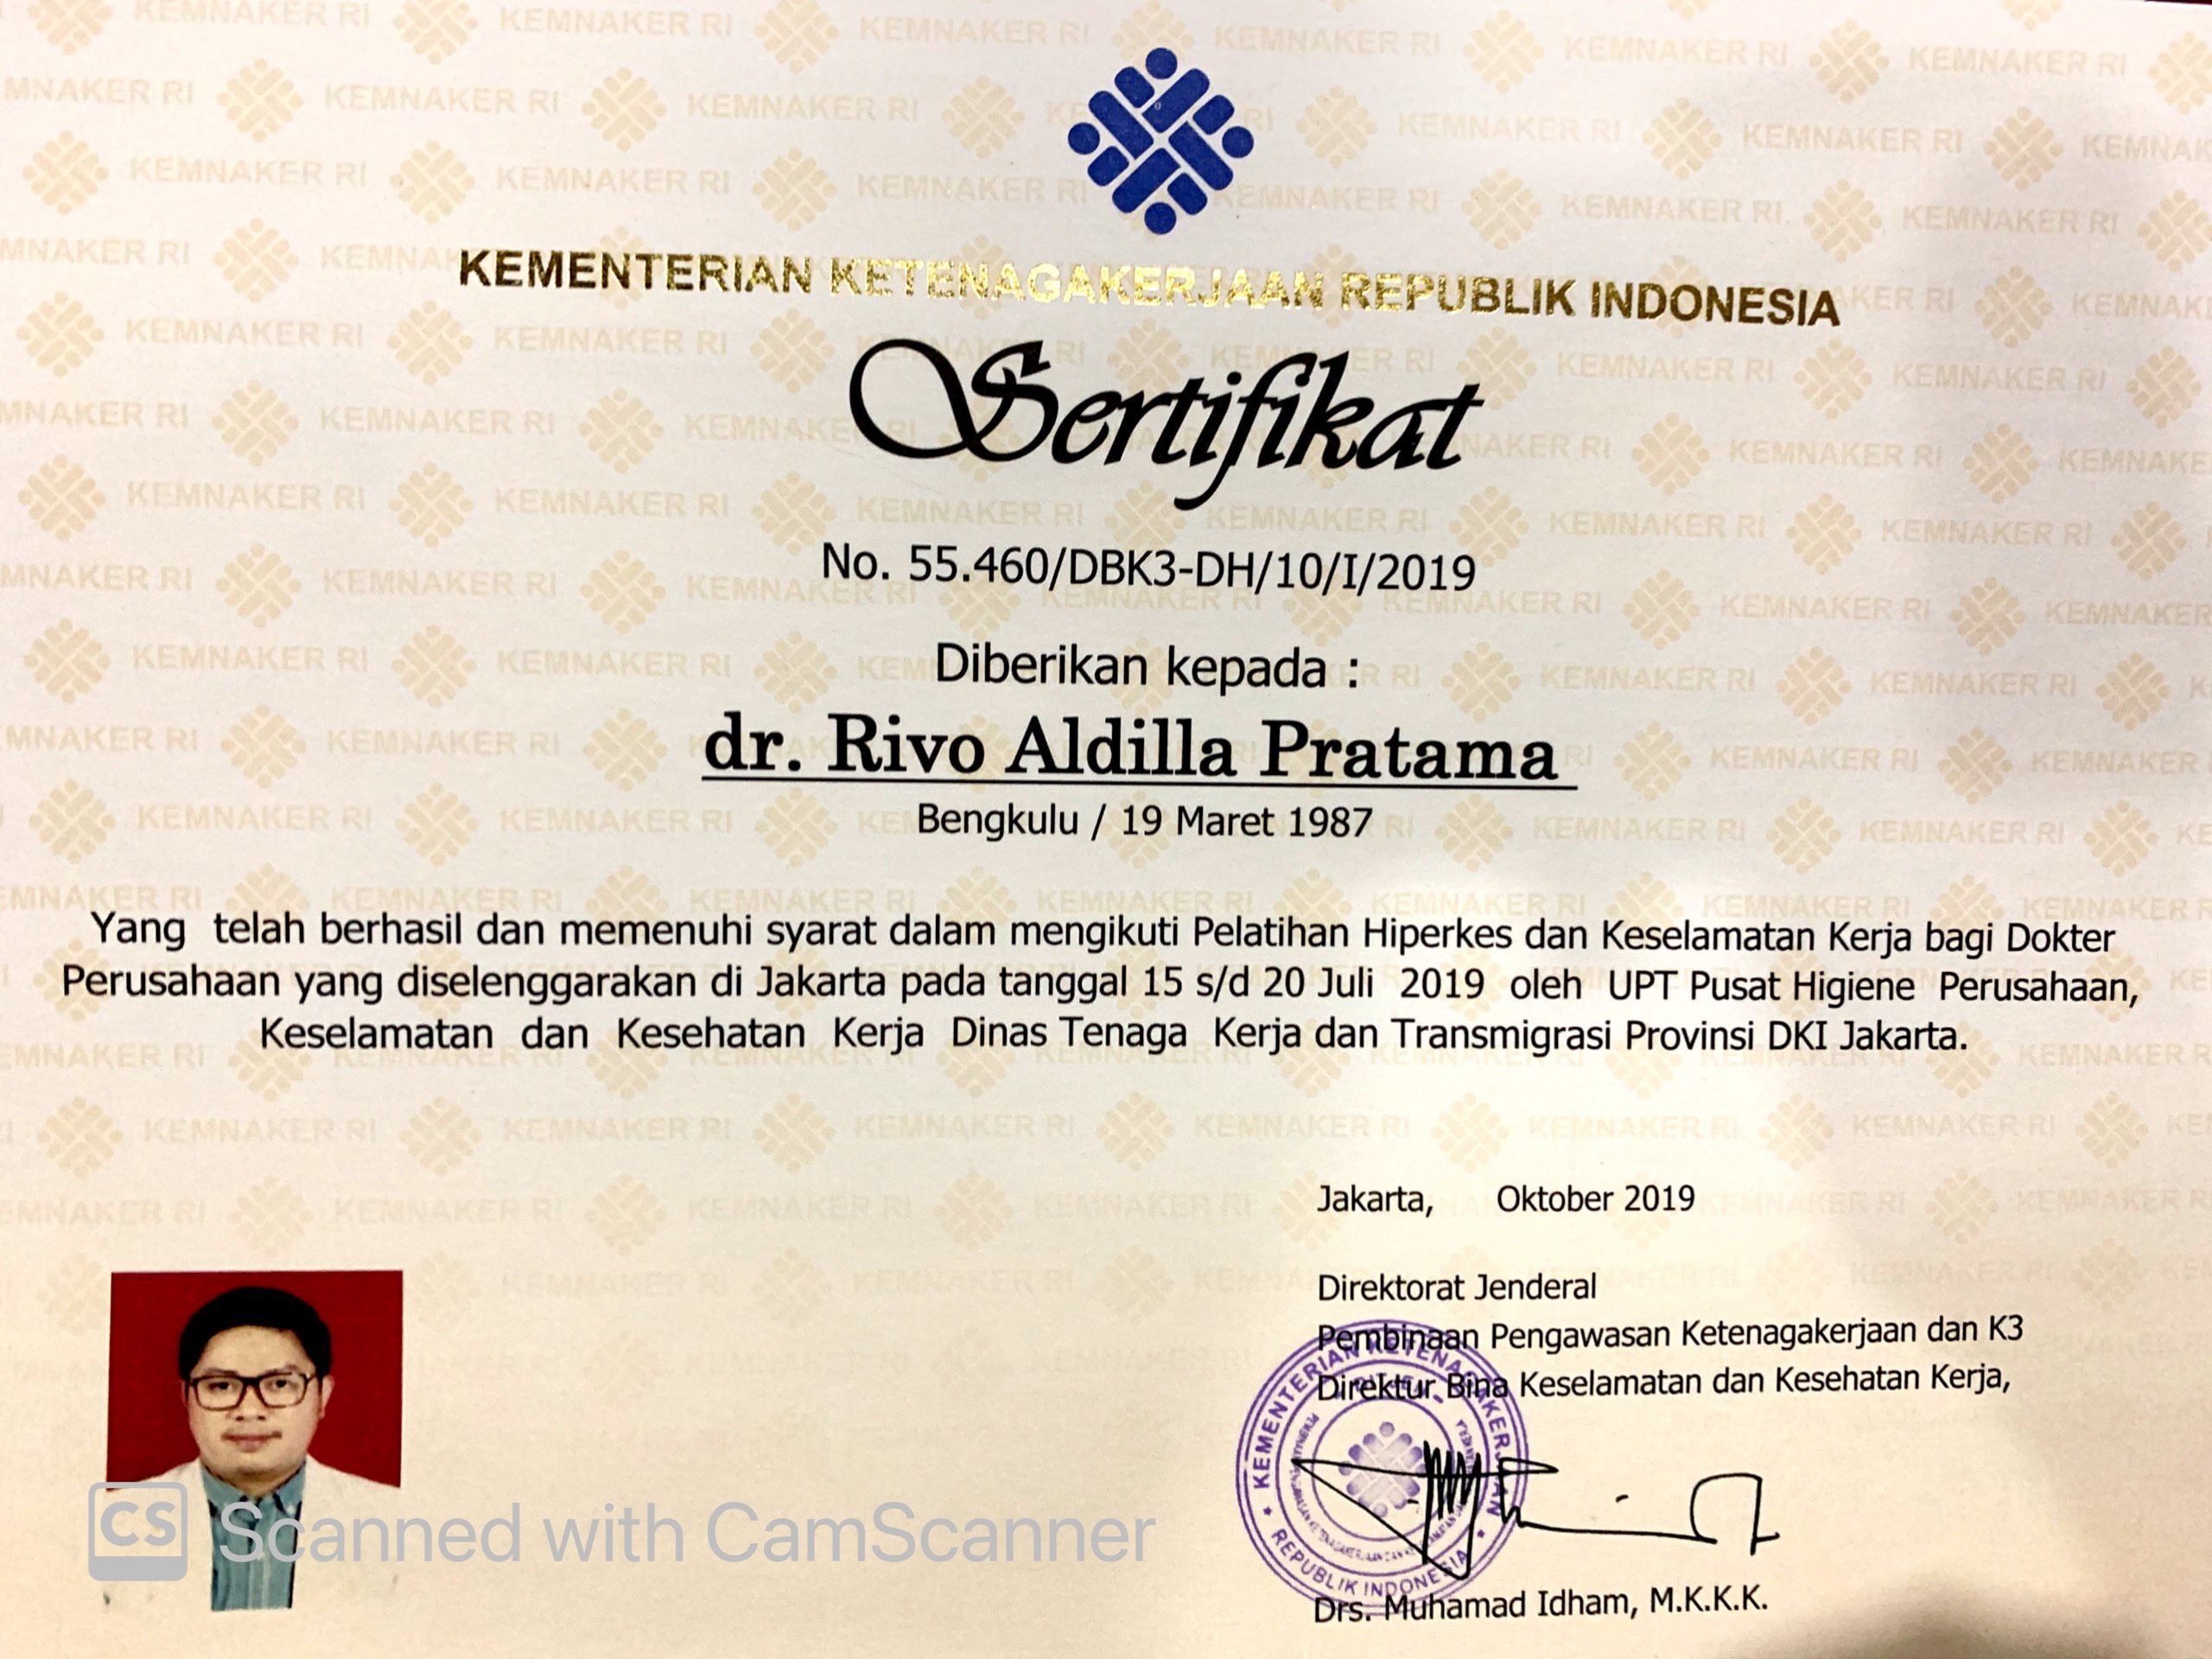 KEMENTERIAN KETENAGAKERJAAN REPUBLIK INDONESIA
Sertifikat
No. 55.460/DBK3-DH/10/I/2019
Diberikan kepada :
dr. Rivo Aldilla Pratama
Bengkulu / 19 Maret 1987
Yang telah berhasil dan memenuhi syarat dalam mengikuti Pelatihan Hiperkes dan Keselamatan Kerja bagi Dokter
Perusahaan yang diselenggarakan di Jakarta pada tanggal 15 s/d 20 Juli 2019 oleh UPT Pusat Higiene Perusahaan,
Keselamatan dan Kesehatan Kerja Dinas Tenaga Kerja dan Transmigrasi Provinsi DKI Jakarta.
Jakarta, Oktober 2019
Direktorat Jenderal
Pembinaan Pengawasan Ketenagakerjaan dan K3
Direktur Bina Keselamatan dan Kesehatan Kerja,
KEMENTERIAN KETENAGAKERJAAN
REPUBLIK INDONESIA
Drs. Muhamad Idham, M.K.K.K.
CS Scanned with CamScanner
KEMNAKER RI